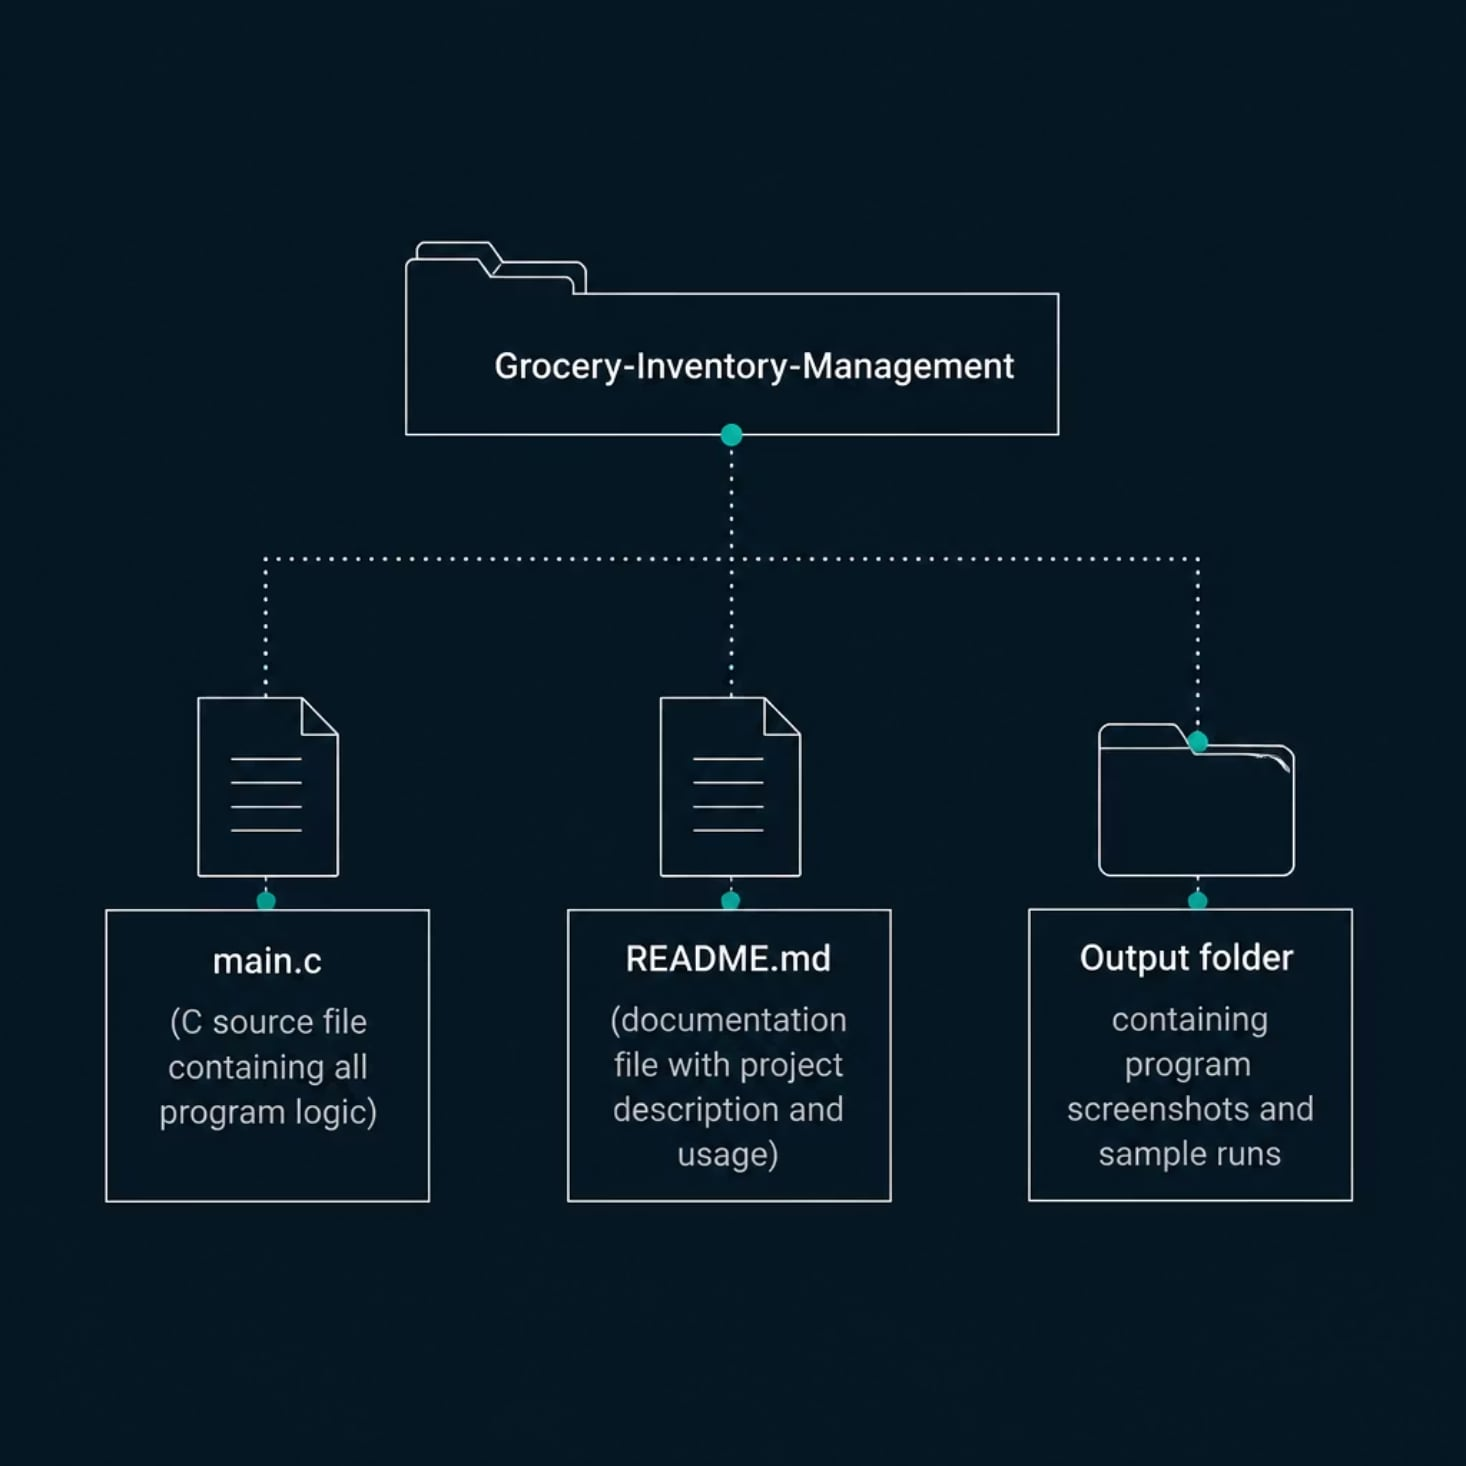 Grocery-Inventory-Management
main.c
(C source file
containing all
program logic)
README.md
(documentation
file with project
description and
usage)
Output folder
containing
program
screenshots and
sample runs